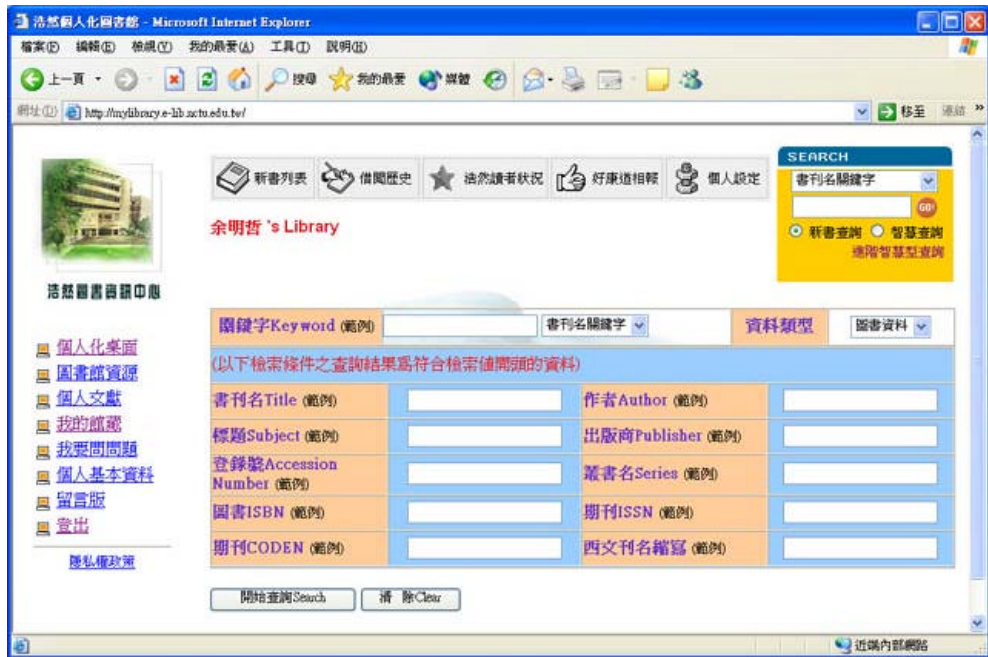 浩然個人化圖書館 - Microsoft Internet Explorer
檔案(F) 編輯(E) 檢視(V) 我的最愛(A) 工具(T) 說明(H)
上一頁 搜尋 我的最愛 媒體
網址(D) http://mylibrary.e-lib.nctu.edu.tw/ 移至 連結 »
新書列表 借閱歷史 浩然讀者狀況 好康逗相報 個人設定
SEARCH
書刊名關鍵字
GO!
新書查詢 智慧查詢
進階智慧型查詢
余明哲 's Library
浩然圖書資訊中心
個人化桌面
圖書館資源
個人文獻
我的館藏
我要問問題
個人基本資料
留言版
登出
隱私權政策
關鍵字Keyword (範例) 書刊名關鍵字 資料類型 圖書資料
(以下檢索條件之查詢結果為符合檢索值開頭的資料)
書刊名Title (範例) 作者Author (範例)
標題Subject (範例) 出版商Publisher (範例)
登錄號Accession
Number (範例) 叢書名Series (範例)
圖書ISBN (範例) 期刊ISSN (範例)
期刊CODEN (範例) 西文刊名縮寫 (範例)
開始查詢Search 清 除Clear
近端內部網路